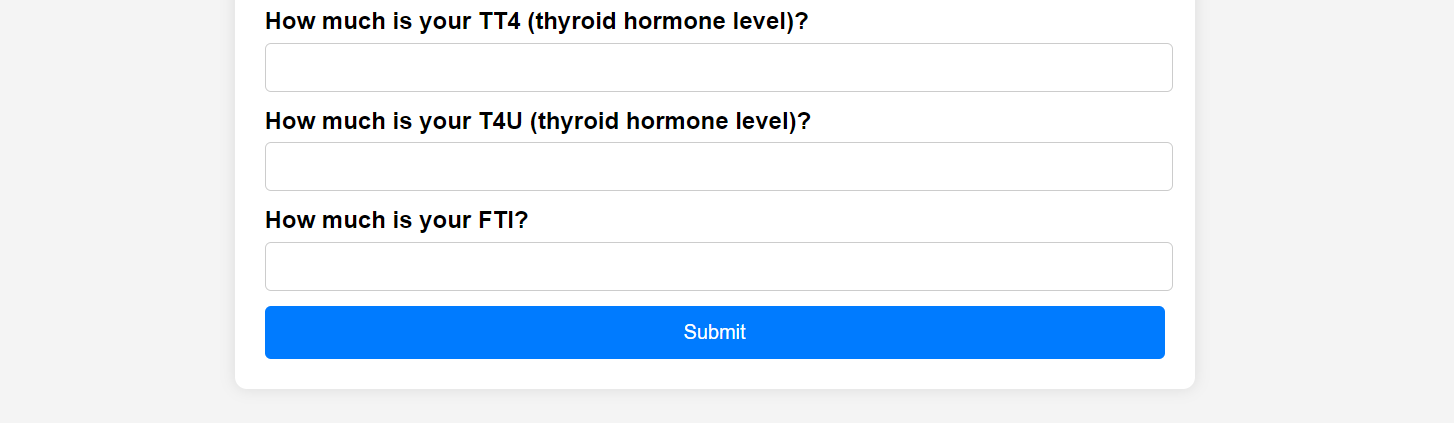 How much is your TT4 (thyroid hormone level)?
How much is your T4U (thyroid hormone level)?
How much is your FTI?
Submit